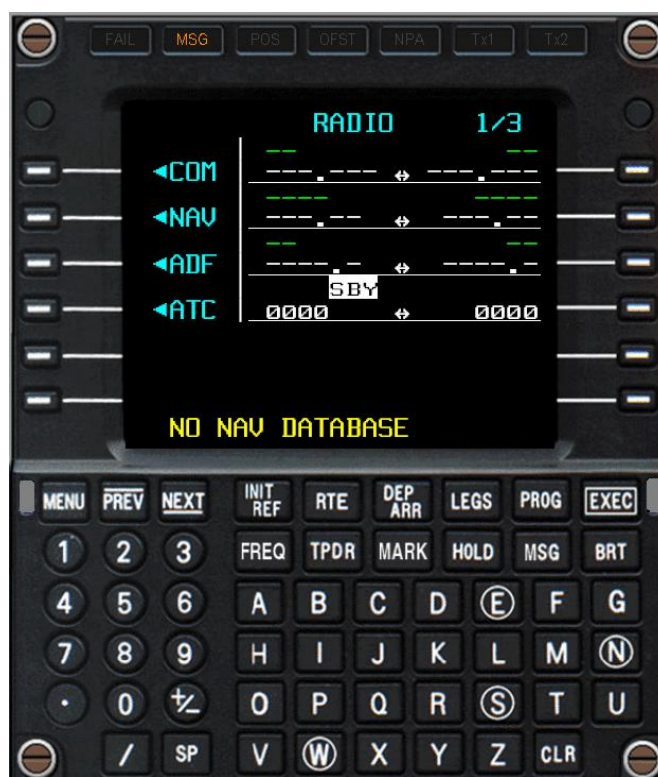 FAIL MSG POS OFST NPA Tx1 Tx2
RADIO 1/3
-- --
◄COM ---.--- ⇔ ---.---
---- ----
◄NAV ---.-- ⇔ ---.--
-- --
◄ADF ----.- ⇔ ----.-
SBY
◄ATC 0000 ⇔ 0000
NO NAV DATABASE
MENU PREV NEXT INIT REF RTE DEP ARR LEGS PROG EXEC
1 2 3 FREQ TPDR MARK HOLD MSG BRT
4 5 6 A B C D E F G
7 8 9 H I J K L M N
. 0 +/- O P Q R S T U
/ SP V W X Y Z CLR